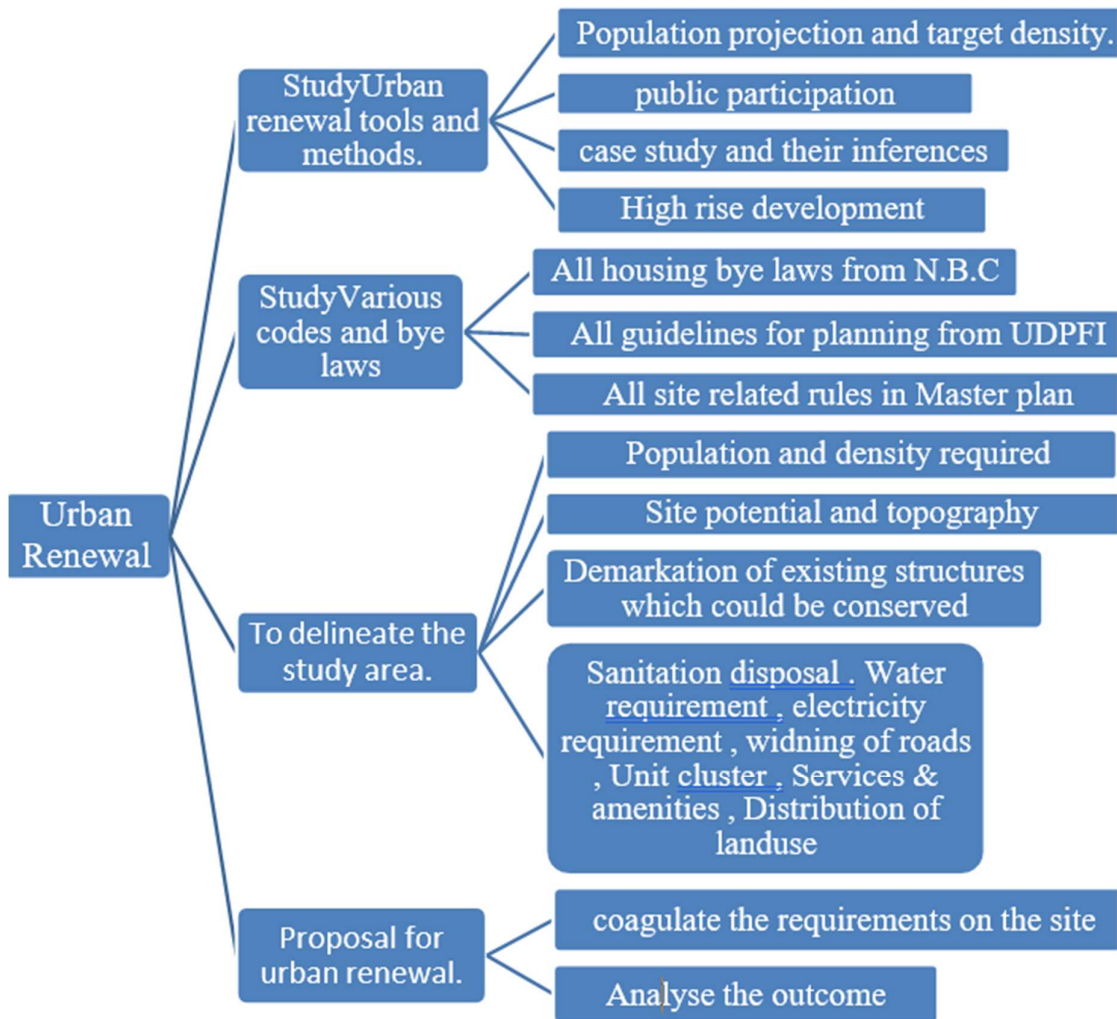 Urban
Renewal
StudyUrban
renewal tools and
methods.
Population projection and target density.
public participation
case study and their inferences
High rise development
StudyVarious
codes and bye
laws
All housing bye laws from N.B.C
All guidelines for planning from UDPFI
All site related rules in Master plan
To delineate the
study area.
Population and density required
Site potential and topography
Demarkation of existing structures
which could be conserved
Sanitation disposal . Water
requirement , electricity
requirement , widning of roads
, Unit cluster , Services &
amenities , Distribution of
landuse
Proposal for
urban renewal.
coagulate the requirements on the site
Analyse the outcome